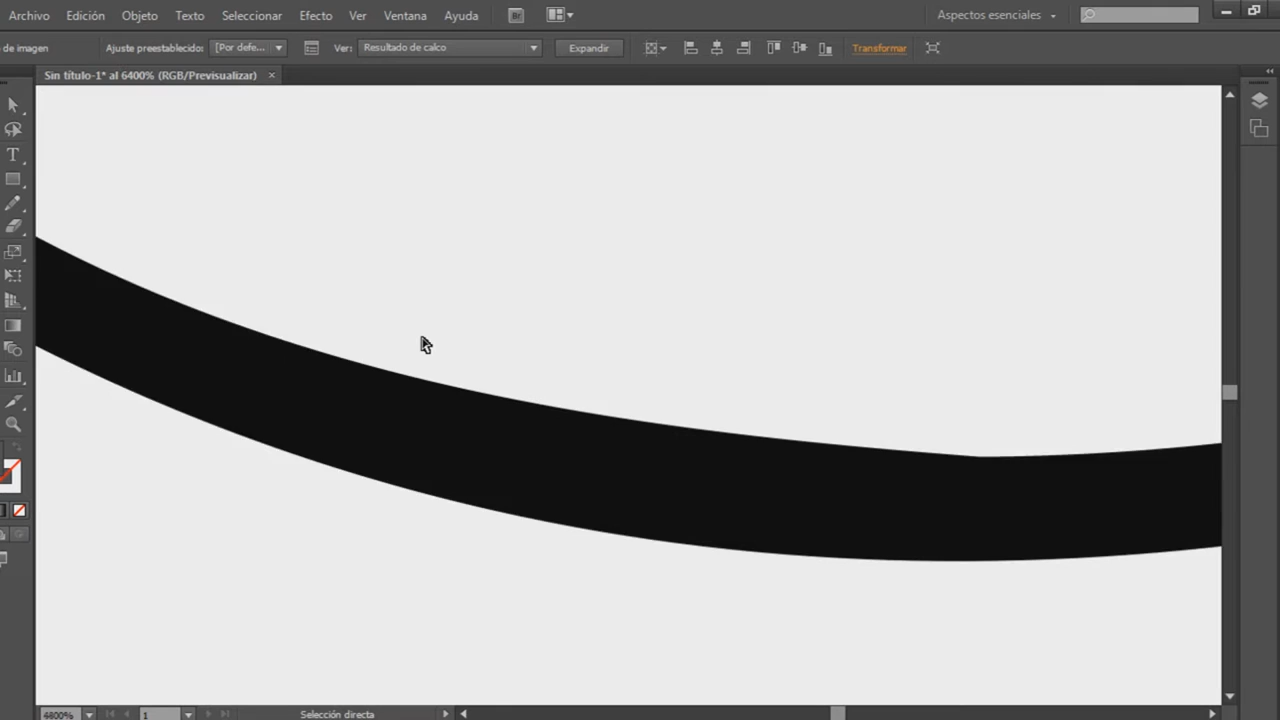 Archivo Edición Objeto Texto Seleccionar Efecto Ver Ventana Ayuda Br Aspectos esenciales
de imagen Ajuste preestablecido: [Por defe... Ver: Resultado de calco Expandir Transformar
Sin título-1* al 6400% (RGB/Previsualizar) ×
T
4800% 1 Selección directa